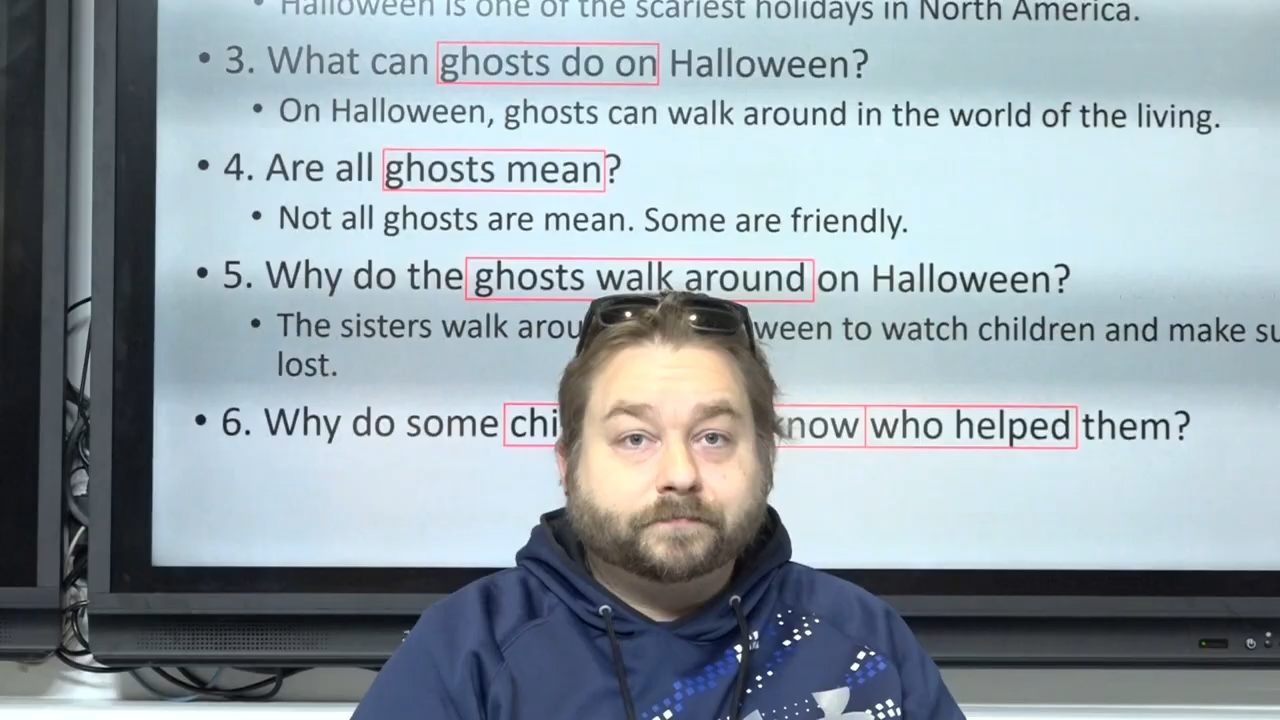 • Halloween is one of the scariest holidays in North America.
• 3. What can ghosts do on Halloween?
• On Halloween, ghosts can walk around in the world of the living.
• 4. Are all ghosts mean?
• Not all ghosts are mean. Some are friendly.
• 5. Why do the ghosts walk around on Halloween?
• The sisters walk arou ween to watch children and make su
lost.
• 6. Why do some chi know who helped them?